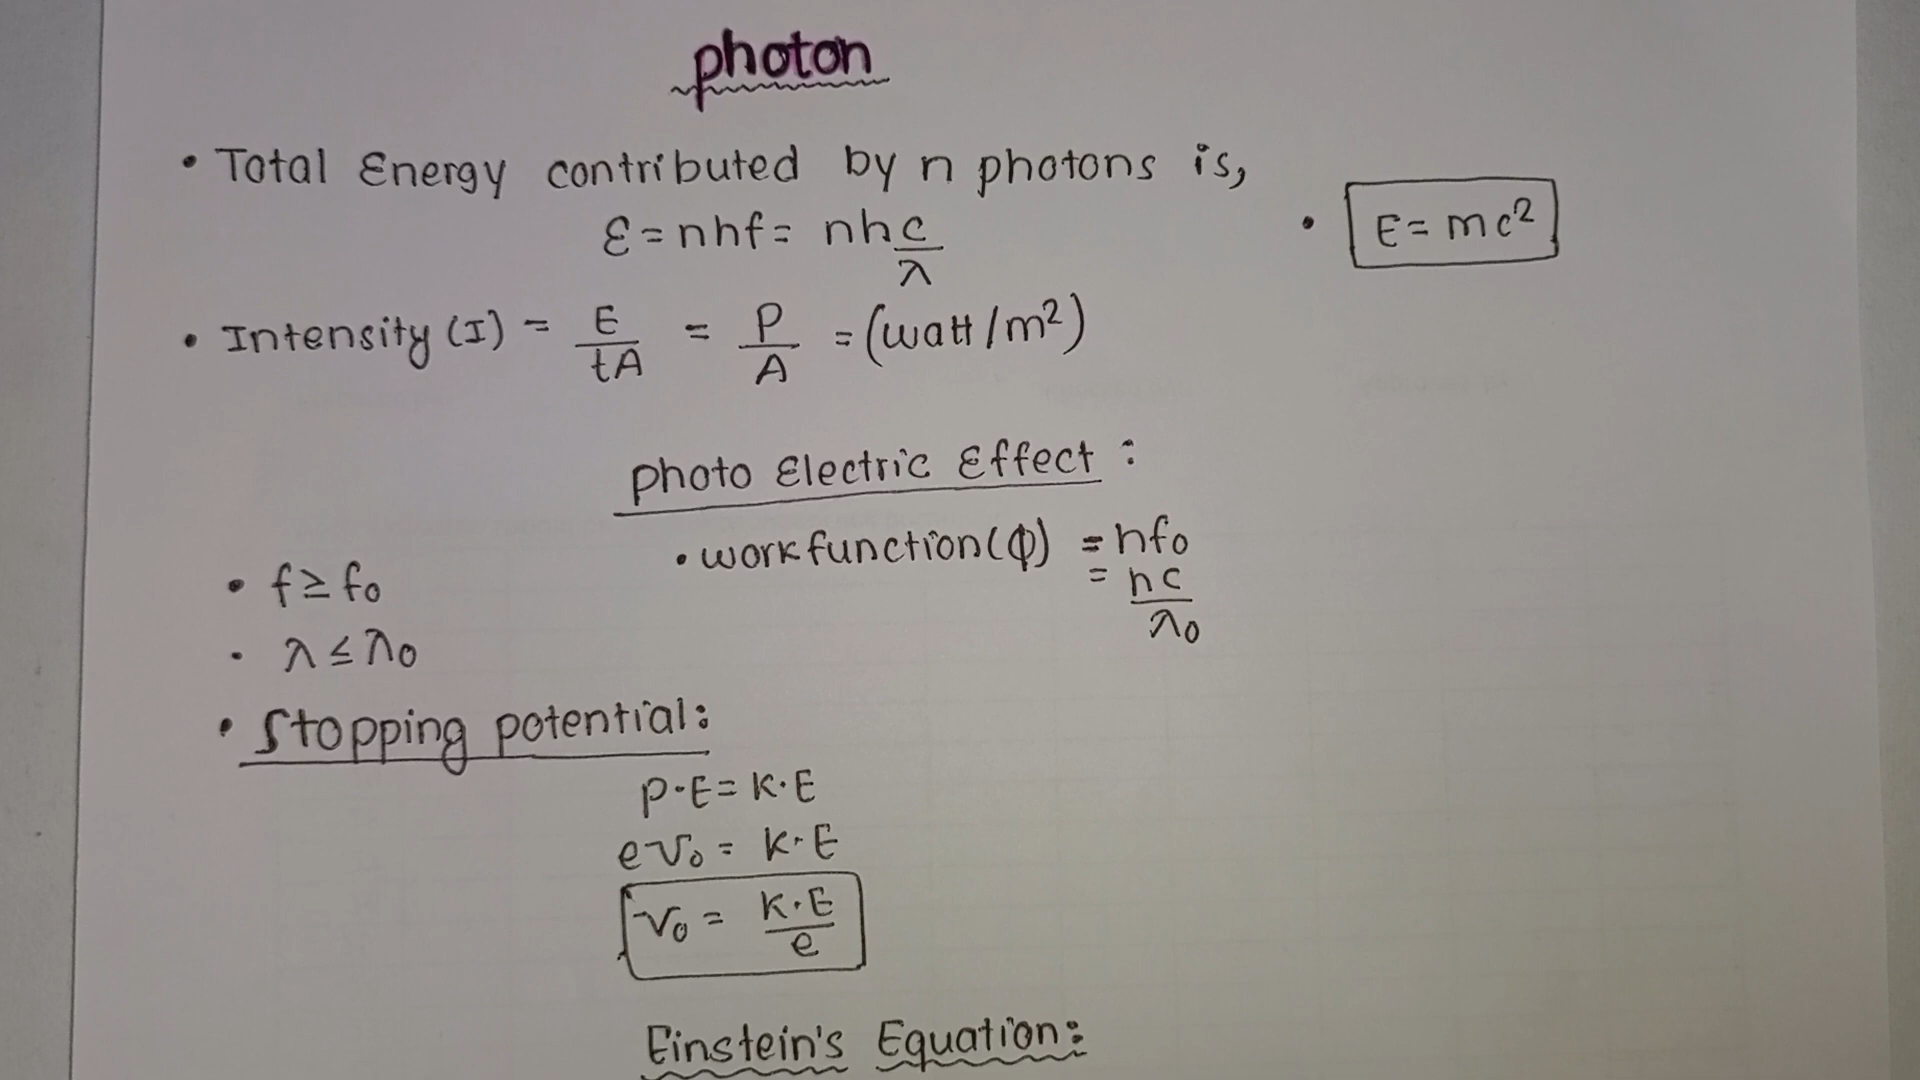 photon
• Total Energy contributed by n photons is,
E = nhf = nhc/λ
• E = mc²
• Intensity (I) = E/tA = P/A = (watt/m²)
photo Electric Effect :
• work function(ϕ) = hf₀
= hc/λ₀
• f ≥ f₀
• λ ≤ λ₀
• Stopping potential:
P.E = K.E
eV₀ = K.E
V₀ = K.E/e
Einstein's Equation: